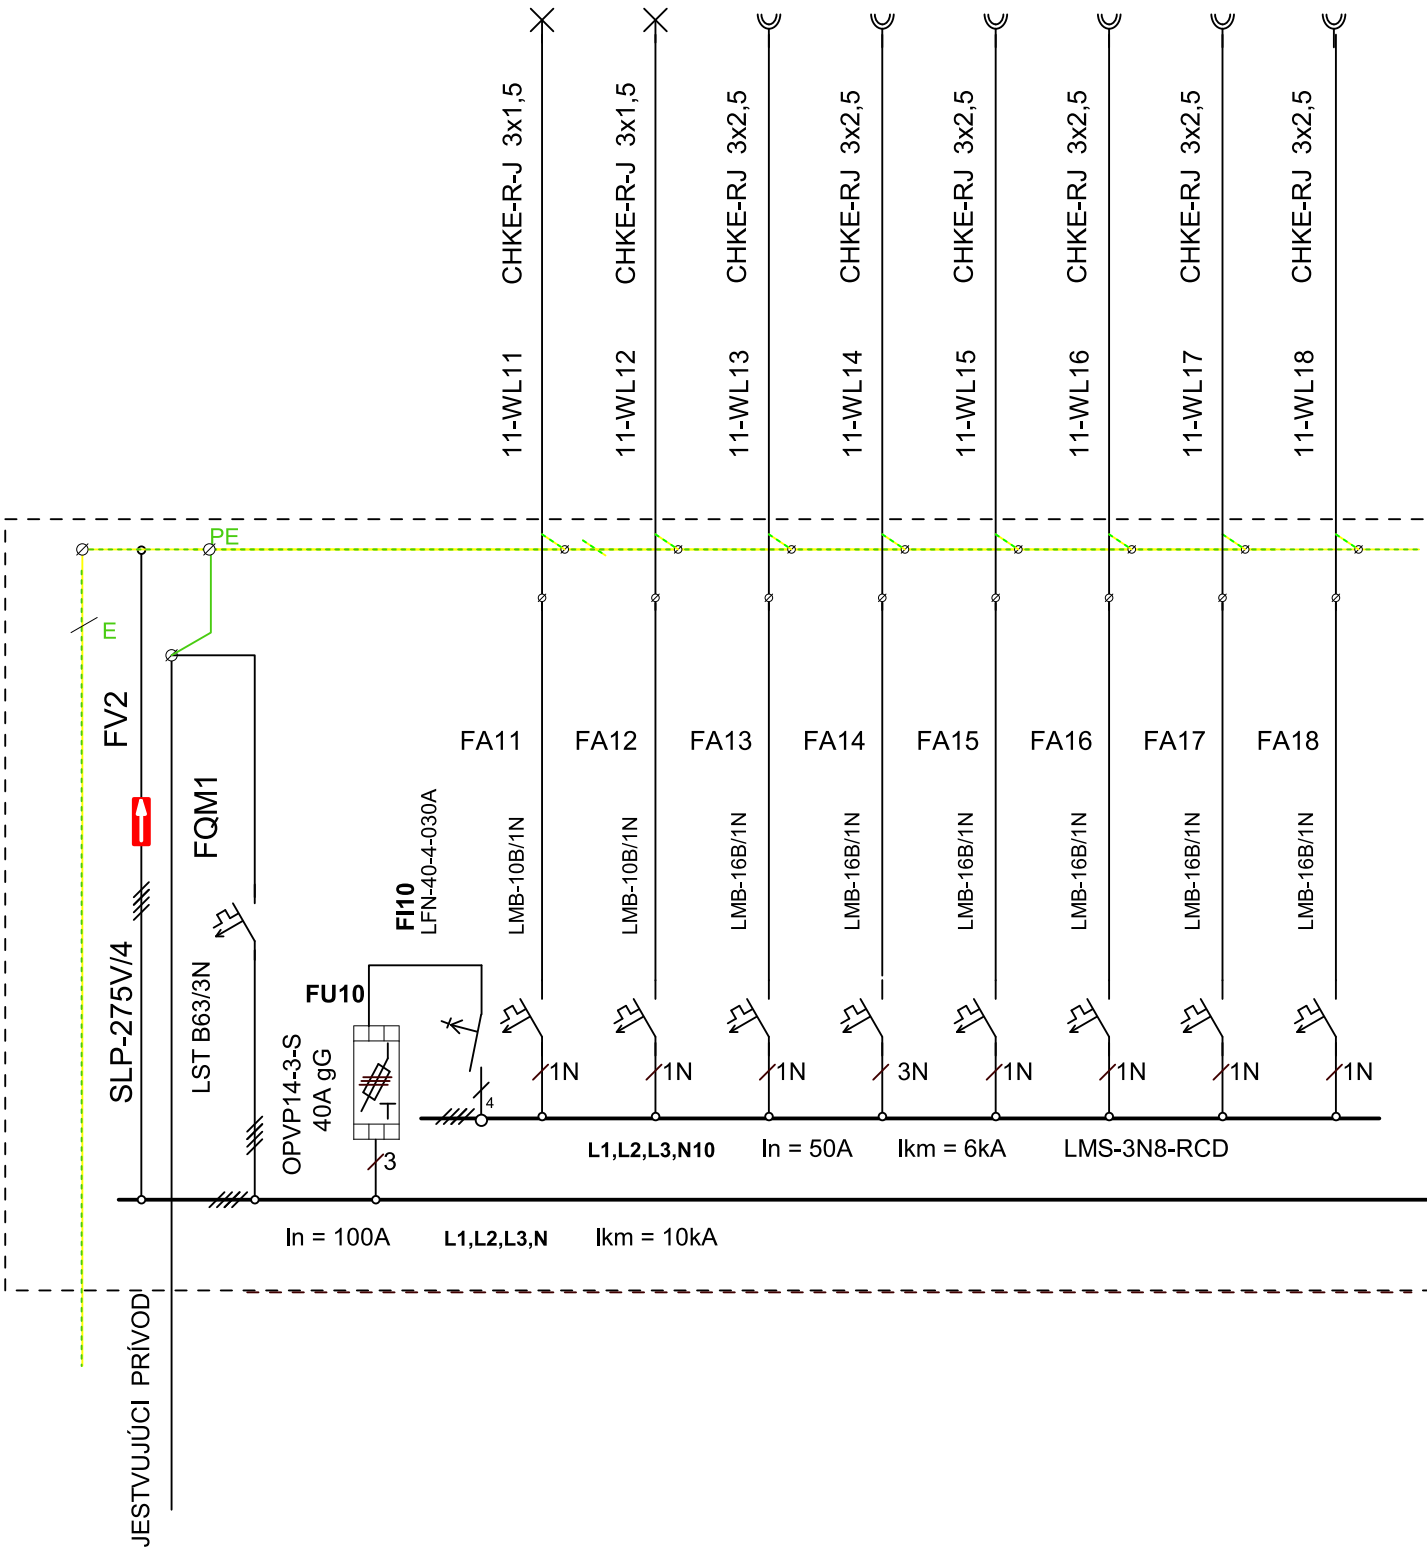 CHKE-R-J 3x1,5
CHKE-R-J 3x1,5
CHKE-RJ 3x2,5
CHKE-RJ 3x2,5
CHKE-RJ 3x2,5
CHKE-RJ 3x2,5
CHKE-RJ 3x2,5
CHKE-RJ 3x2,5
11-WL11
11-WL12
11-WL13
11-WL14
11-WL15
11-WL16
11-WL17
11-WL18
PE
E
FV2
SLP-275V/4
FQM1
LST B63/3N
FU10
OPVP14-3-S
40A gG
3
FI10
LFN-40-4-030A
4
FA11
FA12
FA13
FA14
FA15
FA16
FA17
FA18
LMB-10B/1N
LMB-10B/1N
LMB-16B/1N
LMB-16B/1N
LMB-16B/1N
LMB-16B/1N
LMB-16B/1N
LMB-16B/1N
1N
1N
1N
3N
1N
1N
1N
1N
L1,L2,L3,N10 In = 50A Ikm = 6kA LMS-3N8-RCD
In = 100A L1,L2,L3,N Ikm = 10kA
JESTVUJÚCI PRÍVOD